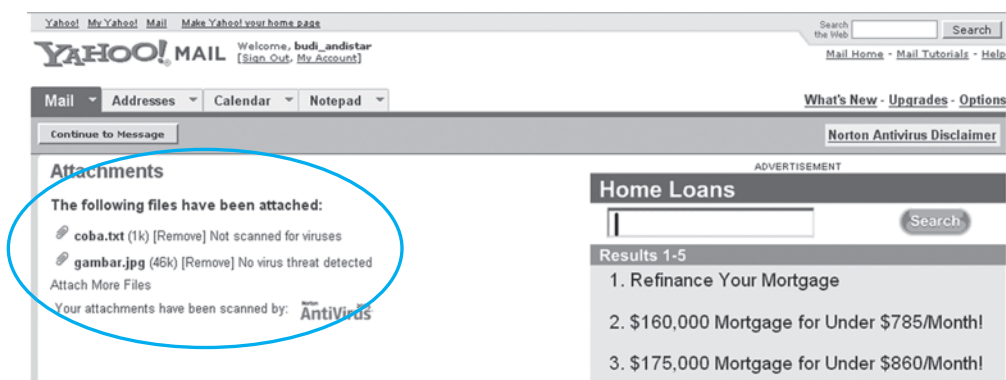 Yahoo! My Yahoo! Mail Make Yahoo! your home page
Search the Web Search
YAHOO! MAIL
Welcome, budi_andistar
[Sign Out, My Account]
Mail Home - Mail Tutorials - Help
Mail Addresses Calendar Notepad
What's New - Upgrades - Options
Continue to Message
Norton Antivirus Disclaimer
Attachments
The following files have been attached:
coba.txt (1k) [Remove] Not scanned for viruses
gambar.jpg (46k) [Remove] No virus threat detected
Attach More Files
Your attachments have been scanned by: Norton AntiVirus
ADVERTISEMENT
Home Loans
Search
Results 1-5
1. Refinance Your Mortgage
2. $160,000 Mortgage for Under $785/Month!
3. $175,000 Mortgage for Under $860/Month!